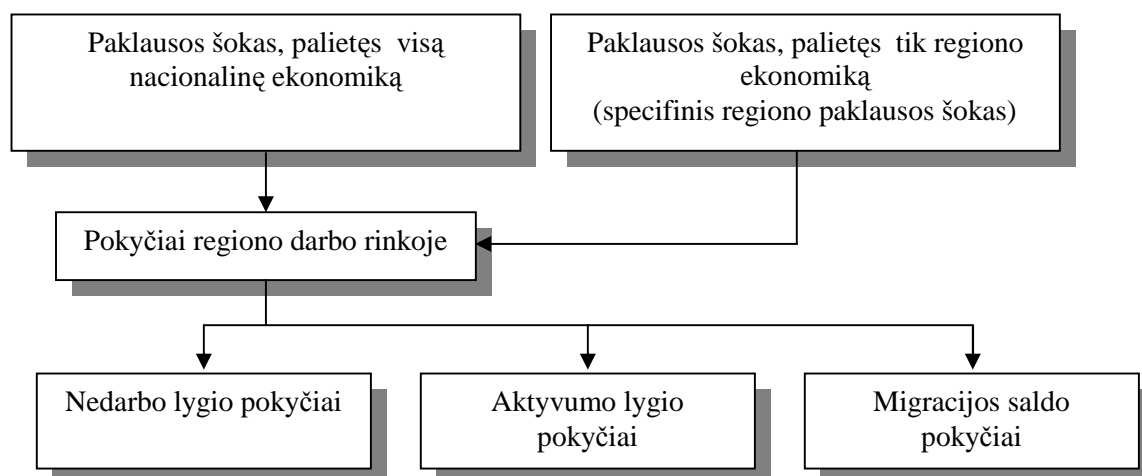 Paklausos šokas, palietęs visą
nacionalinę ekonomiką
Paklausos šokas, palietęs tik regiono
ekonomiką
(specifinis regiono paklausos šokas)
Pokyčiai regiono darbo rinkoje
Nedarbo lygio pokyčiai
Aktyvumo lygio
pokyčiai
Migracijos saldo
pokyčiai